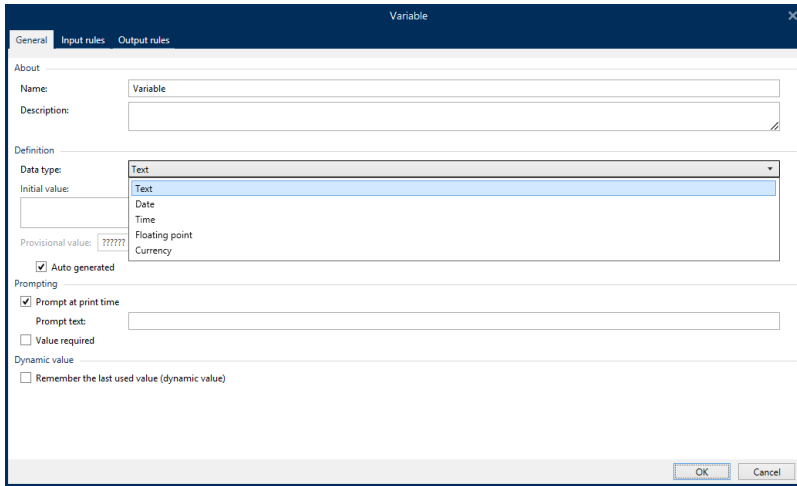 Variable
General Input rules Output rules
About
Name: Variable
Description:
Definition
Data type: Text
Initial value:
Text
Date
Time
Floating point
Currency
Provisional value: ??????
Auto generated
Prompting
Prompt at print time
Prompt text:
Value required
Dynamic value
Remember the last used value (dynamic value)
OK Cancel